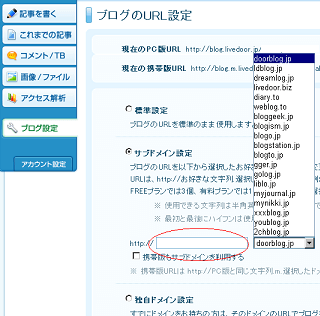 記事を書く
これまでの記事
コメント/TB
画像/ファイル
アクセス解析
ブログ設定
アカウント設定
ブログのURL設定
現在のPC版URL http://blog.livedoor.jp/
現在の携帯版URL http://blog.m.lived
標準設定
ブログのURLを標準のまま使用します
サブドメイン設定
ブログのURLを以下から選択したお好
URLは、http://お好きな文字列.選択
FREEプランでは3個、有料プランでは1
※ 使用できる文字列は半角英
※ 最初と最後にハイフンは使
http://
doorblog.jp
携帯版もサブドメインを利用する
※ 携帯版URLは http://PC版と同じ文字列.m.選択したド
独自ドメイン設定
すでにドメインをお持ちの方は、そのドメインのURLでブログを
doorblog.jp
ldblog.jp
dreamlog.jp
livedoor.biz
diary.to
weblog.to
bloggeek.jp
blogism.jp
blogo.jp
blogstation.jp
blogto.jp
gger.jp
golog.jp
liblo.jp
myjournal.jp
mynikki.jp
xxxblog.jp
youblog.jp
2chblog.jp